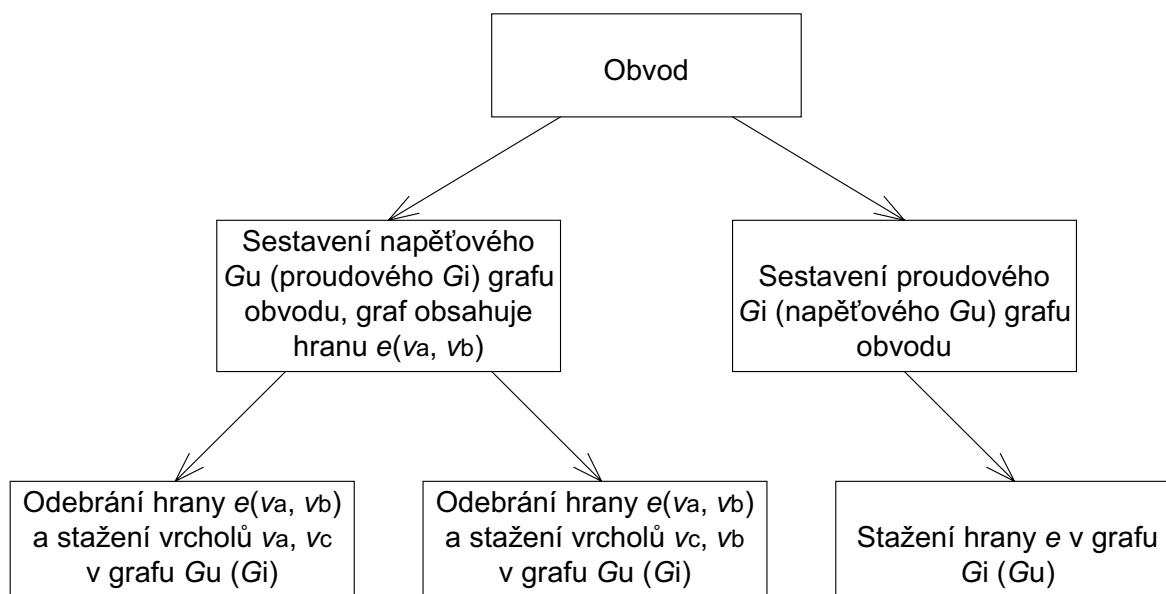 Obvod
Sestavení napěťového
Gu (proudového Gi) grafu
obvodu, graf obsahuje
hranu e(va, vb)
Sestavení proudového
Gi (napěťového Gu) grafu
obvodu
Odebrání hrany e(va, vb)
a stažení vrcholů va, vc
v grafu Gu (Gi)
Odebrání hrany e(va, vb)
a stažení vrcholů vc, vb
v grafu Gu (Gi)
Stažení hrany e v grafu
Gi (Gu)